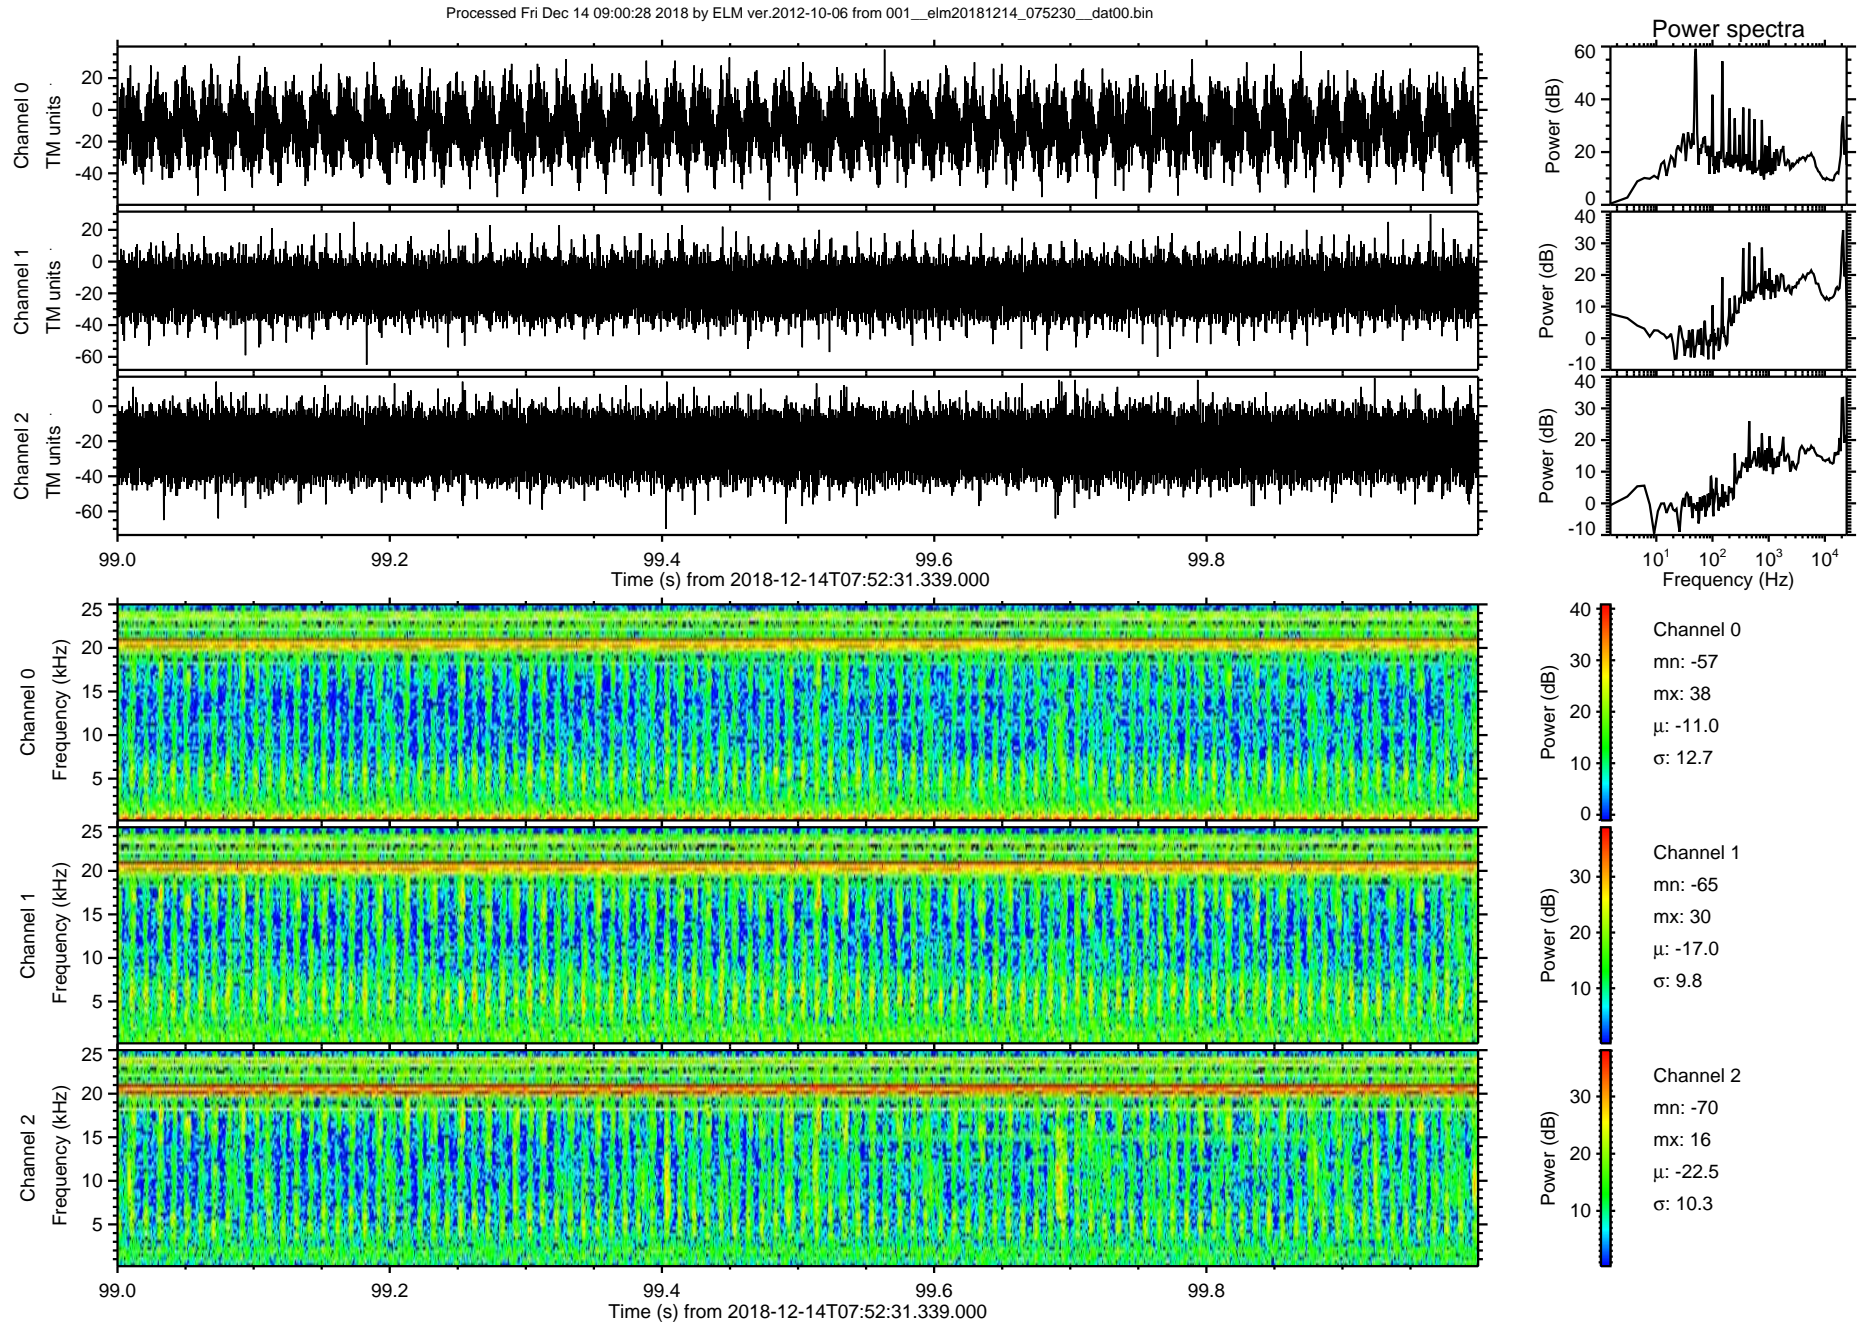 Processed Fri Dec 14 09:00:28 2018 by ELM ver.2012-10-06 from 001__elm20181214_075230__dat00.bin
Power spectra
Channel 0
TM units
20
0
-20
-40
Power (dB)
60
40
20
0
Channel 1
TM units
20
0
-20
-40
-60
Power (dB)
40
30
20
10
0
-10
Channel 2
TM units
0
-20
-40
-60
Power (dB)
40
30
20
10
0
-10
99.0 99.2 99.4 99.6 99.8
Time (s) from 2018-12-14T07:52:31.339.000
10^1 10^2 10^3 10^4
Frequency (Hz)
Channel 0
Frequency (kHz)
25
20
15
10
5
Power (dB)
40
30
20
10
0
Channel 0
mn: -57
mx: 38
μ: -11.0
σ: 12.7
Channel 1
Frequency (kHz)
25
20
15
10
5
Power (dB)
30
20
10
Channel 1
mn: -65
mx: 30
μ: -17.0
σ: 9.8
Channel 2
Frequency (kHz)
25
20
15
10
5
Power (dB)
30
20
10
Channel 2
mn: -70
mx: 16
μ: -22.5
σ: 10.3
99.0 99.2 99.4 99.6 99.8
Time (s) from 2018-12-14T07:52:31.339.000